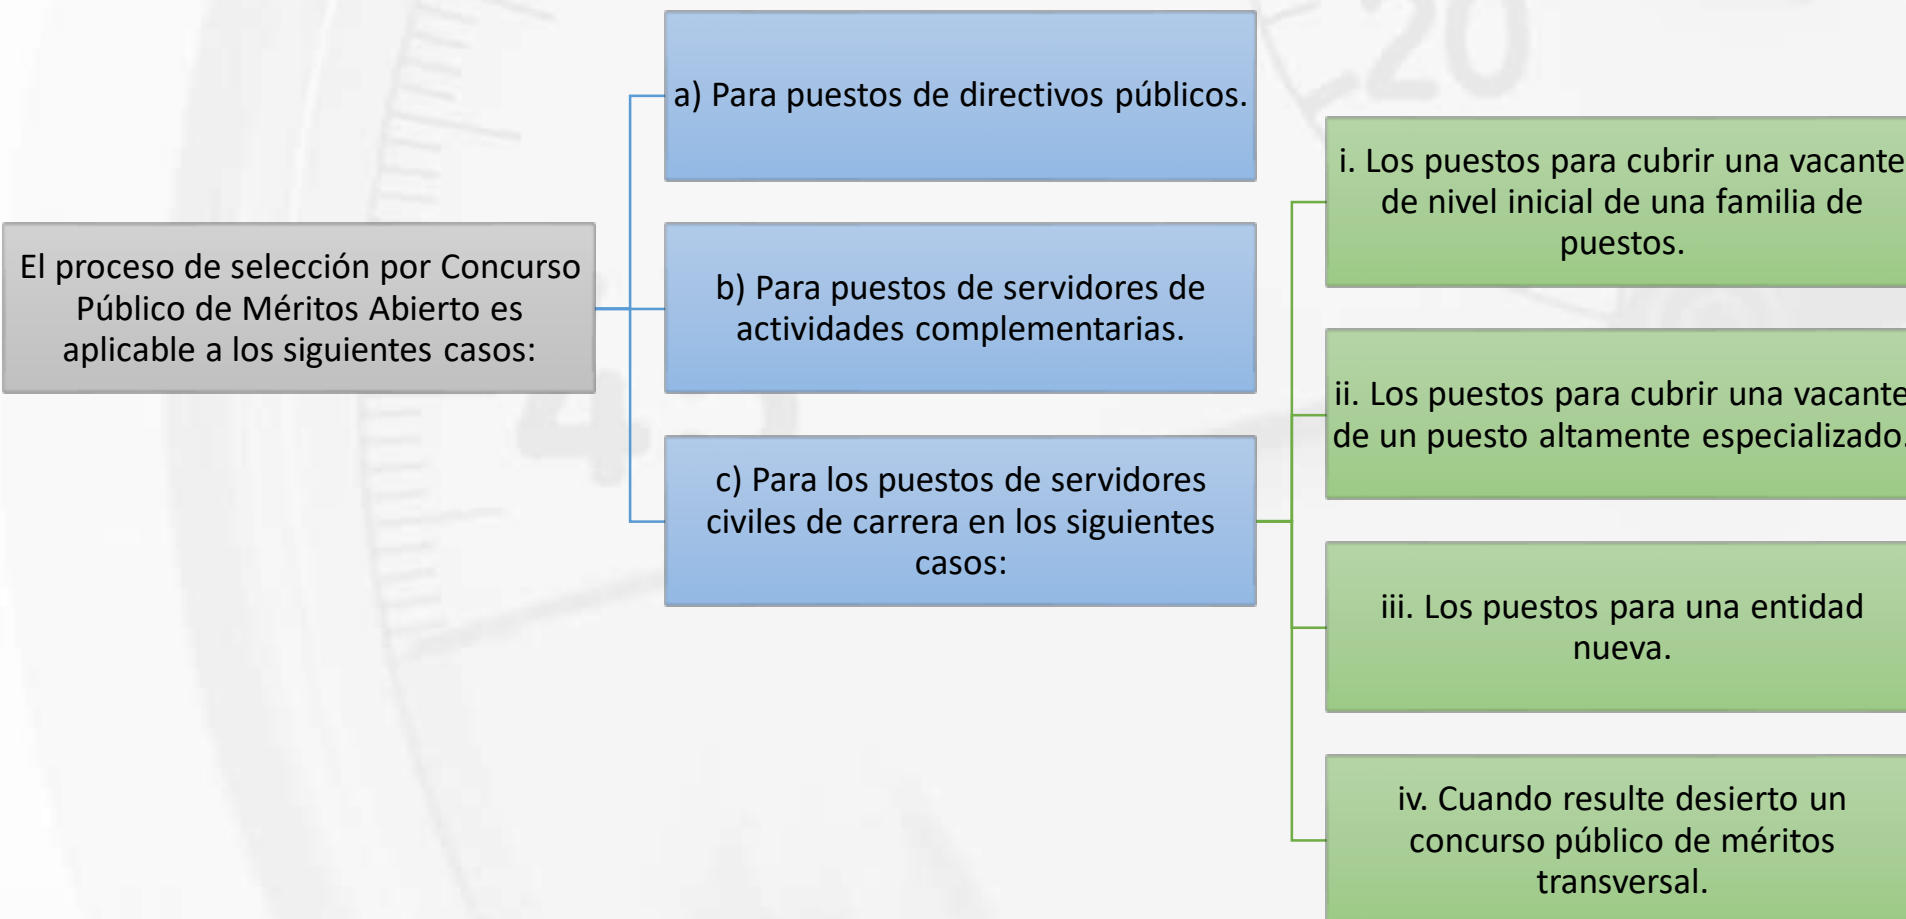 El proceso de selección por Concurso
Público de Méritos Abierto es
aplicable a los siguientes casos:
a) Para puestos de directivos públicos.
b) Para puestos de servidores de
actividades complementarias.
c) Para los puestos de servidores
civiles de carrera en los siguientes
casos:
i. Los puestos para cubrir una vacante
de nivel inicial de una familia de
puestos.
ii. Los puestos para cubrir una vacante
de un puesto altamente especializado.
iii. Los puestos para una entidad
nueva.
iv. Cuando resulte desierto un
concurso público de méritos
transversal.
20
45